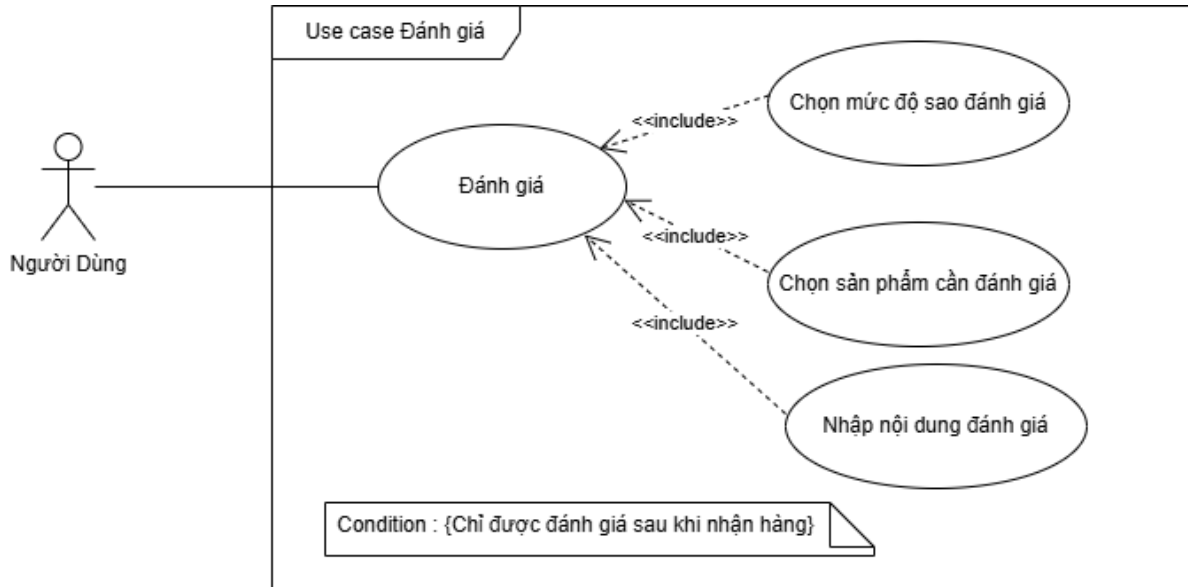 Use case Đánh giá
Chọn mức độ sao đánh giá
<<include>>
Đánh giá
<<include>>
Người Dùng
Chọn sản phẩm cần đánh giá
<<include>>
Nhập nội dung đánh giá
Condition : {Chỉ được đánh giá sau khi nhận hàng}